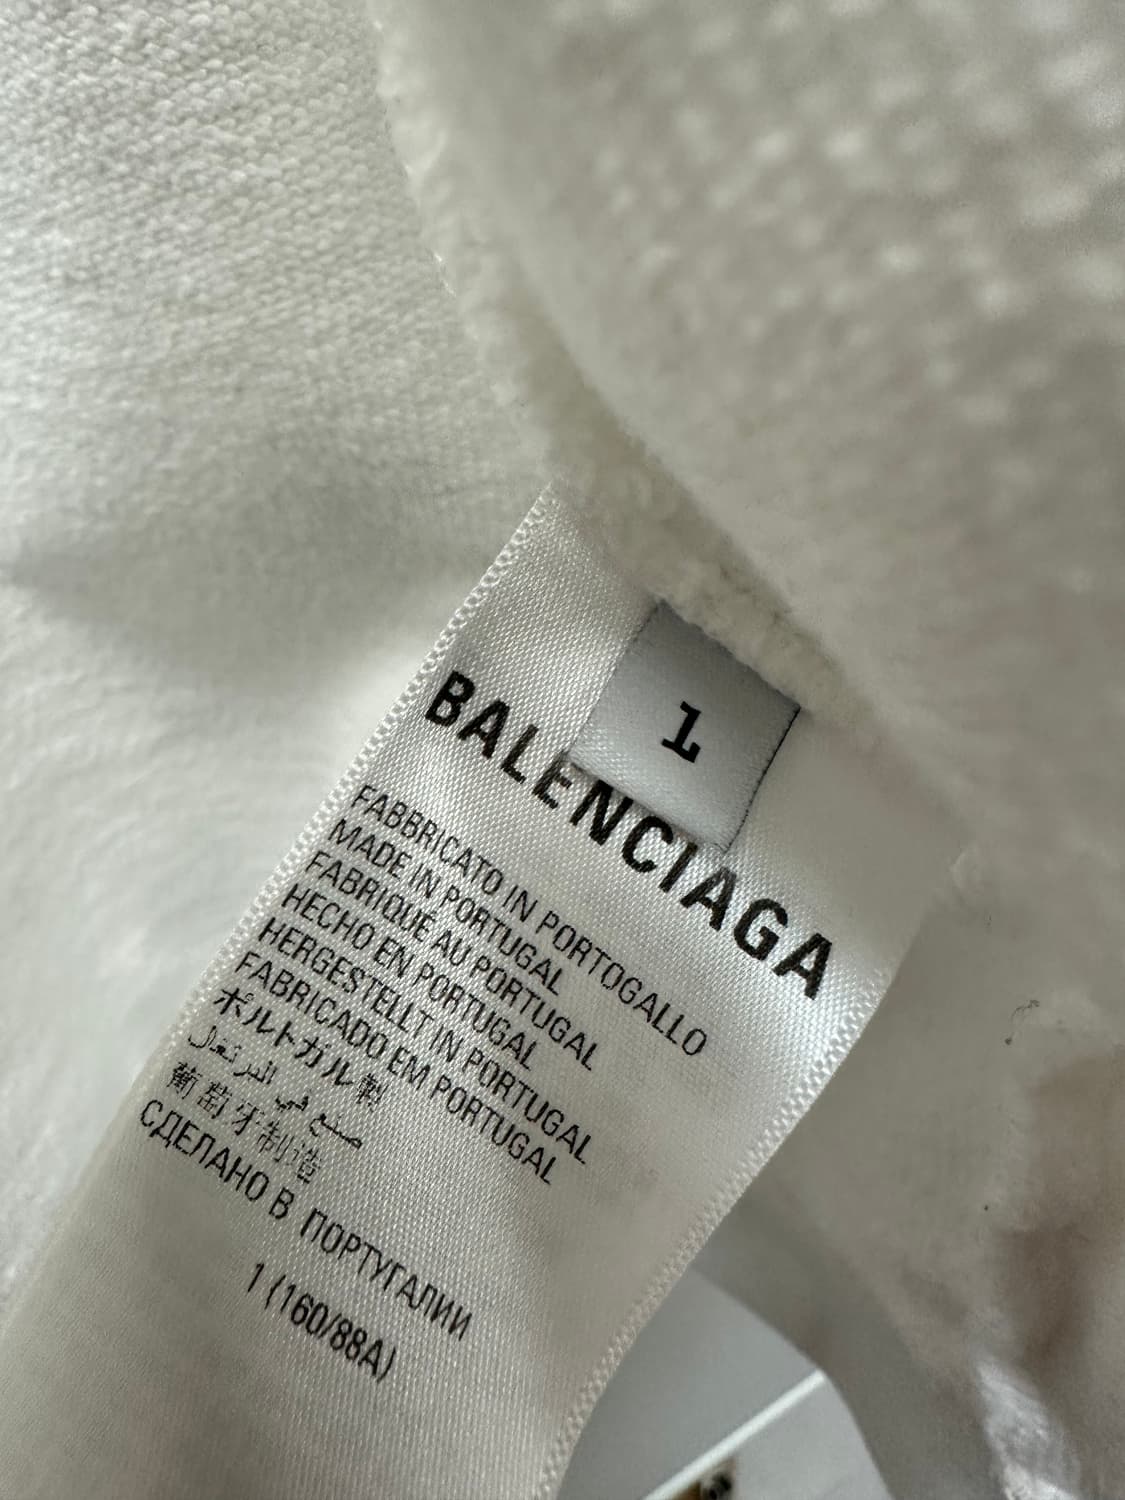 1
BALENCIAGA
FABBRICATO IN PORTOGALLO
MADE IN PORTUGAL
FABRIQUÉ AU PORTUGAL
HECHO EN PORTUGAL
HERGESTELLT IN PORTUGAL
FABRICADO EM PORTUGAL
ポルトガル製
صنع في البرتغال
葡萄牙制造
СДЕЛАНО В ПОРТУГАЛИИ
1 (160/88A)